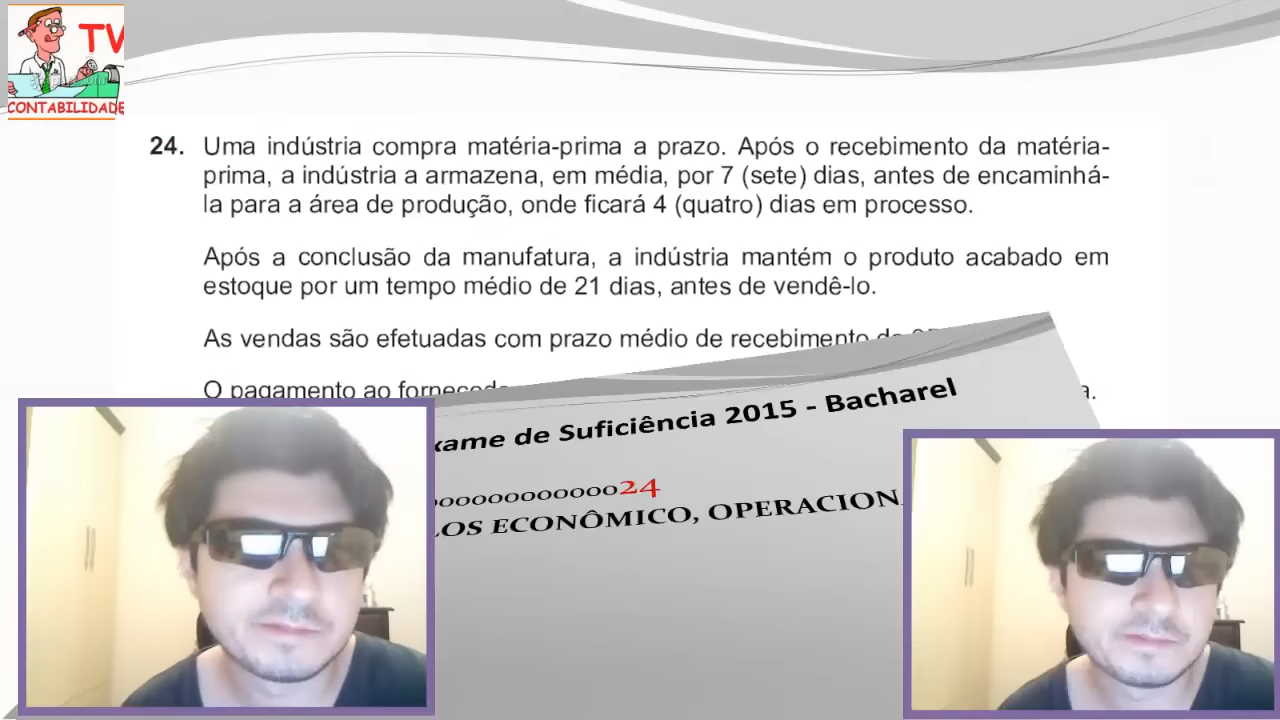 TV
CONTABILIDADE
24. Uma indústria compra matéria-prima a prazo. Após o recebimento da matéria-
prima, a indústria a armazena, em média, por 7 (sete) dias, antes de encaminhá-
la para a área de produção, onde ficará 4 (quatro) dias em processo.
Após a conclusão da manufatura, a indústria mantém o produto acabado em
estoque por um tempo médio de 21 dias, antes de vendê-lo.
As vendas são efetuadas com prazo médio de recebimento
O pagamento ao
xame de Suficiência 2015 - Bacharel
oooooooooooo24
LOS ECONÔMICO, OPERACION